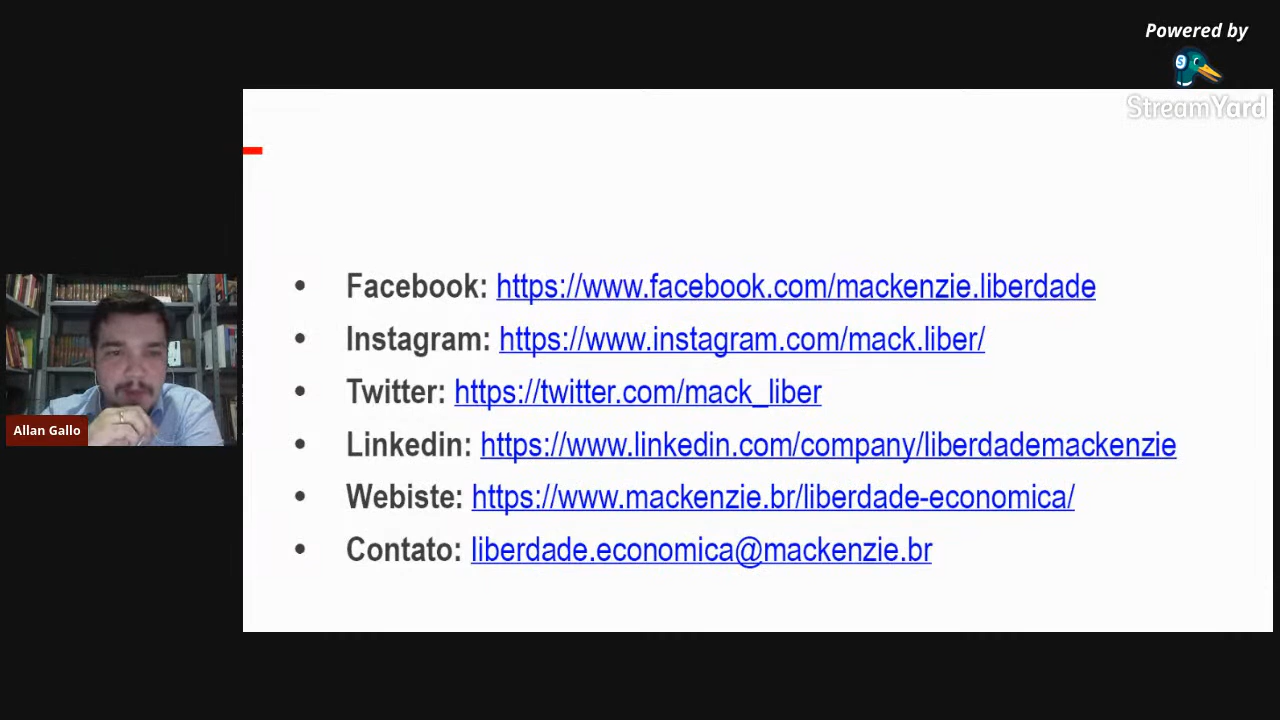 Powered by
StreamYard
Facebook: https://www.facebook.com/mackenzie.liberdade
Instagram: https://www.instagram.com/mack.liber/
Twitter: https://twitter.com/mack_liber
Linkedin: https://www.linkedin.com/company/liberdademackenzie
Webiste: https://www.mackenzie.br/liberdade-economica/
Contato: liberdade.economica@mackenzie.br
Allan Gallo